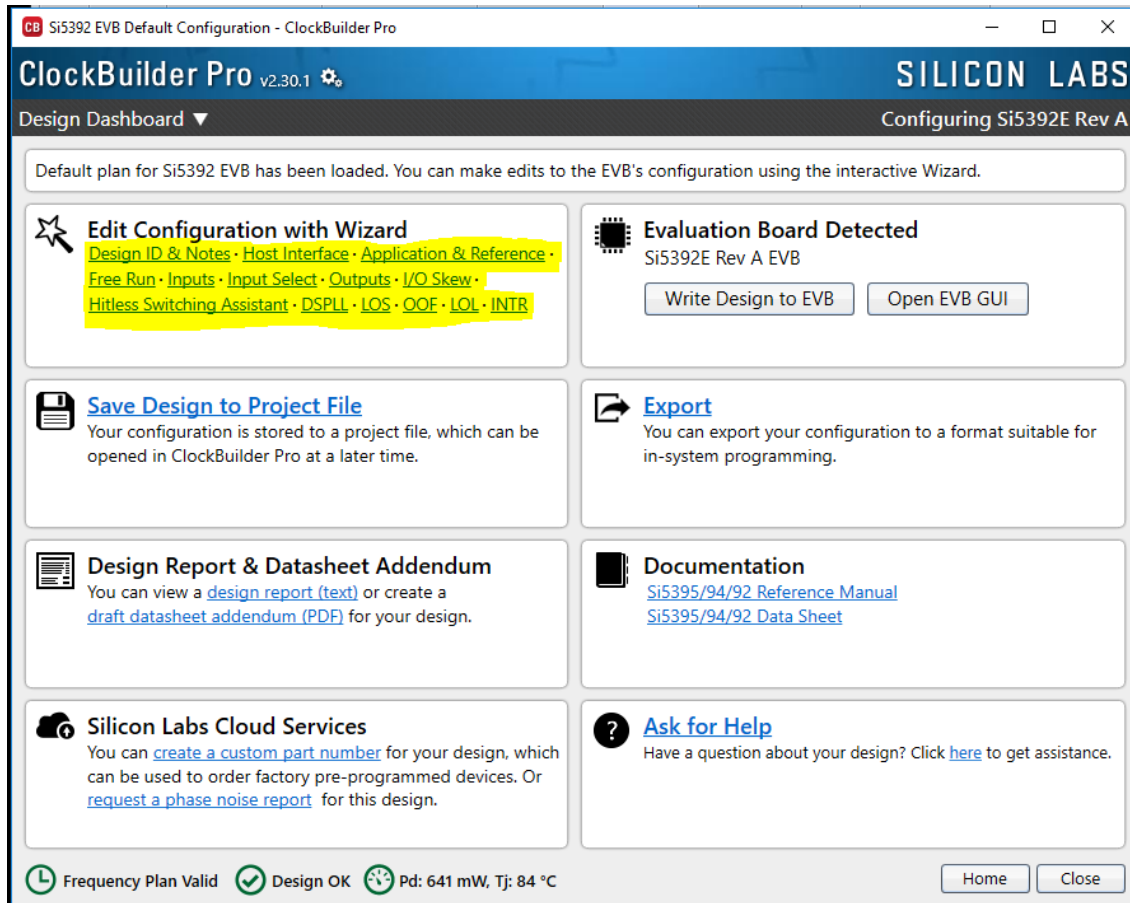 CB Si5392 EVB Default Configuration - ClockBuilder Pro
ClockBuilder Pro v2.30.1
SILICON LABS
Design Dashboard ▼
Configuring Si5392E Rev A
Default plan for Si5392 EVB has been loaded. You can make edits to the EVB's configuration using the interactive Wizard.
Edit Configuration with Wizard
Design ID & Notes · Host Interface · Application & Reference ·
Free Run · Inputs · Input Select · Outputs · I/O Skew ·
Hitless Switching Assistant · DSPLL · LOS · OOF · LOL · INTR
Evaluation Board Detected
Si5392E Rev A EVB
Write Design to EVB
Open EVB GUI
Save Design to Project File
Your configuration is stored to a project file, which can be
opened in ClockBuilder Pro at a later time.
Export
You can export your configuration to a format suitable for
in-system programming.
Design Report & Datasheet Addendum
You can view a design report (text) or create a
draft datasheet addendum (PDF) for your design.
Documentation
Si5395/94/92 Reference Manual
Si5395/94/92 Data Sheet
Silicon Labs Cloud Services
You can create a custom part number for your design, which
can be used to order factory pre-programmed devices. Or
request a phase noise report for this design.
?
Ask for Help
Have a question about your design? Click here to get assistance.
Frequency Plan Valid
Design OK
Pd: 641 mW, Tj: 84 °C
Home
Close